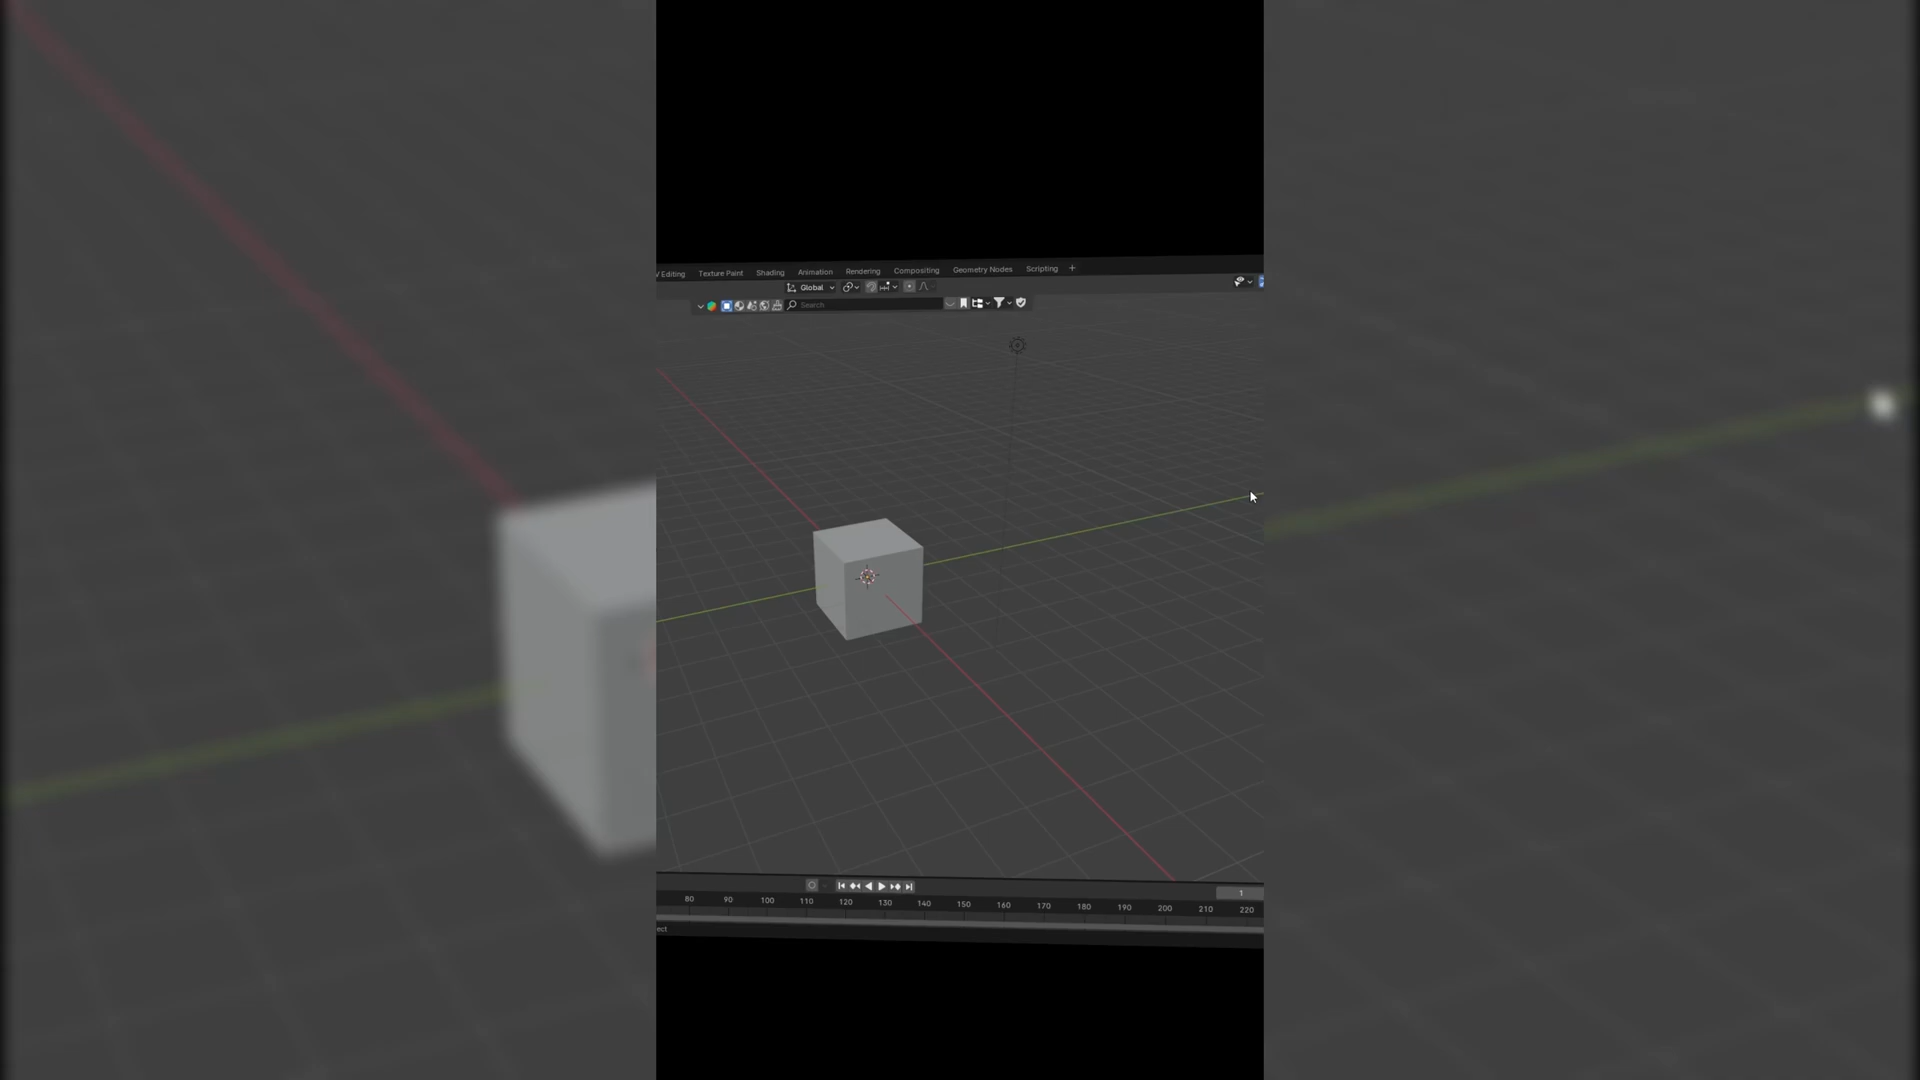 V Editing Texture Paint Shading Animation Rendering Compositing Geometry Nodes Scripting +
Global
Search
1
80 90 100 110 120 130 140 150 160 170 180 190 200 210 220
ect